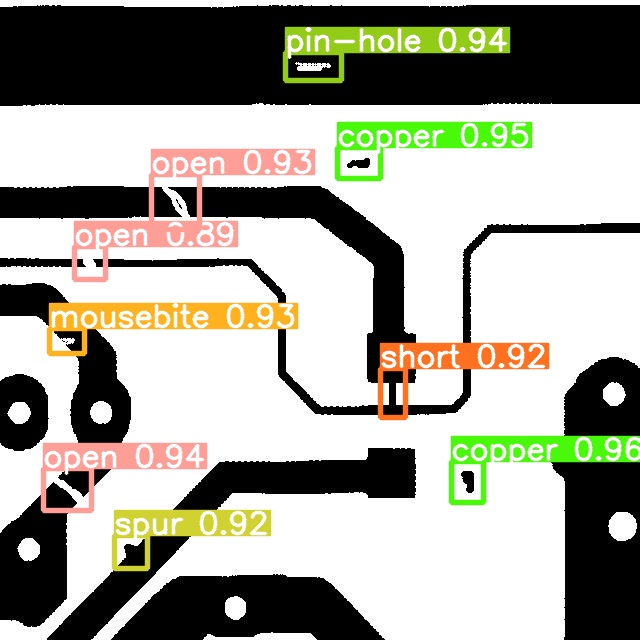 pin-hole 0.94
copper 0.95
open 0.93
open 0.89
mousebite 0.93
short 0.92
open 0.94
copper 0.96
spur 0.92